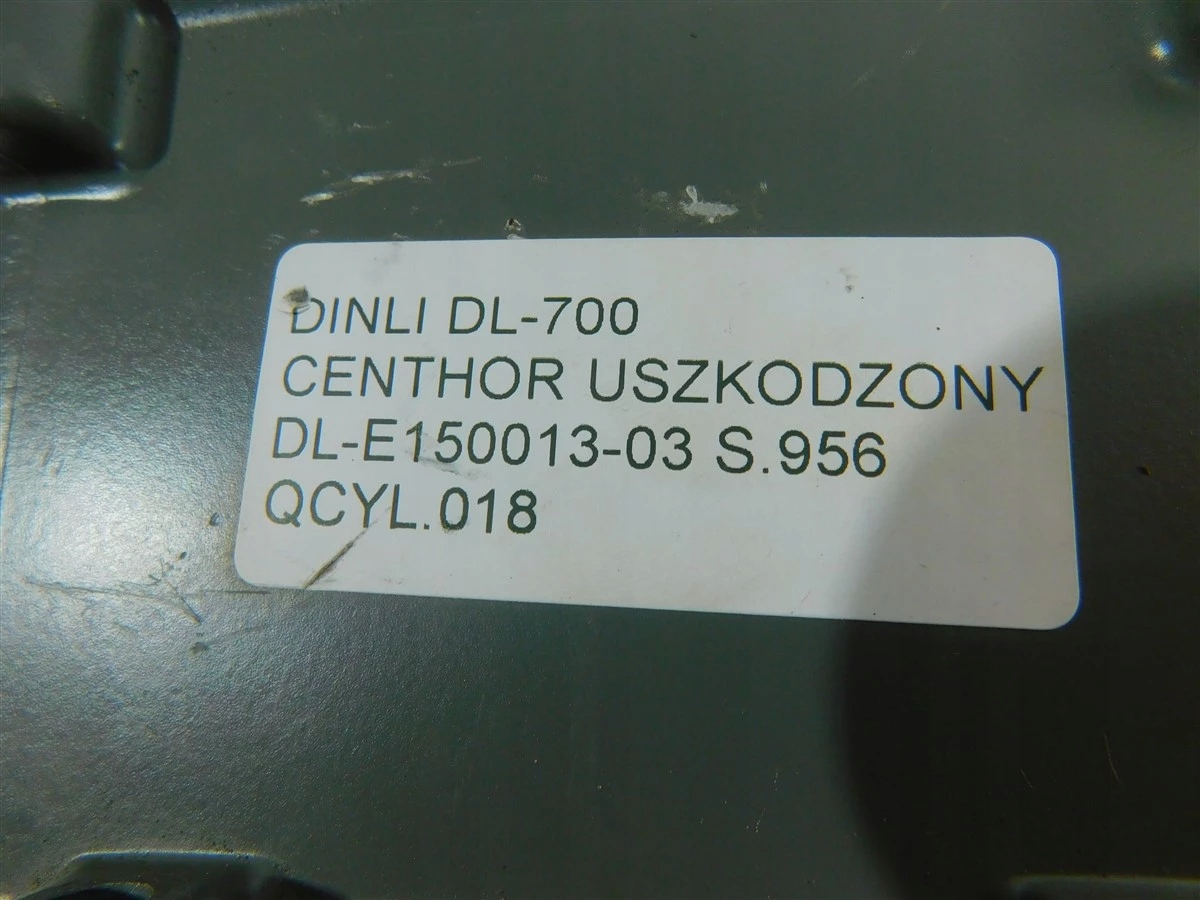 DINLI DL-700
CENTHOR USZKODZONY
DL-E150013-03 S.956
QCYL.018